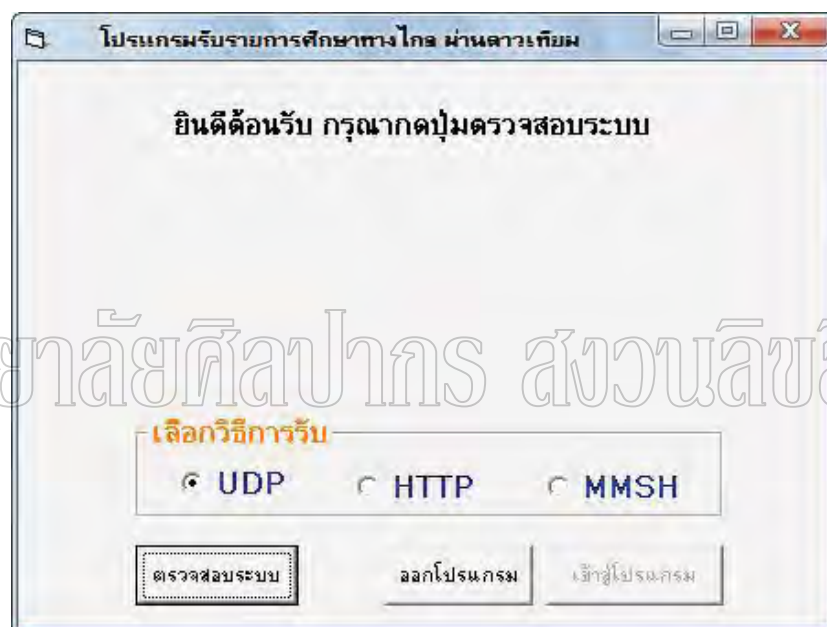 โปรแกรมรับรายการศึกษาทางไกล ผ่านดาวเทียม
ยินดีต้อนรับ กรุณากดปุ่มตรวจสอบระบบ
ยาลัยศิลปากร สงวนลิขสิ
เลือกวิธีการรับ
UDP HTTP MMSH
ตรวจสอบระบบ ออกโปรแกรม เข้าสู่โปรแกรม